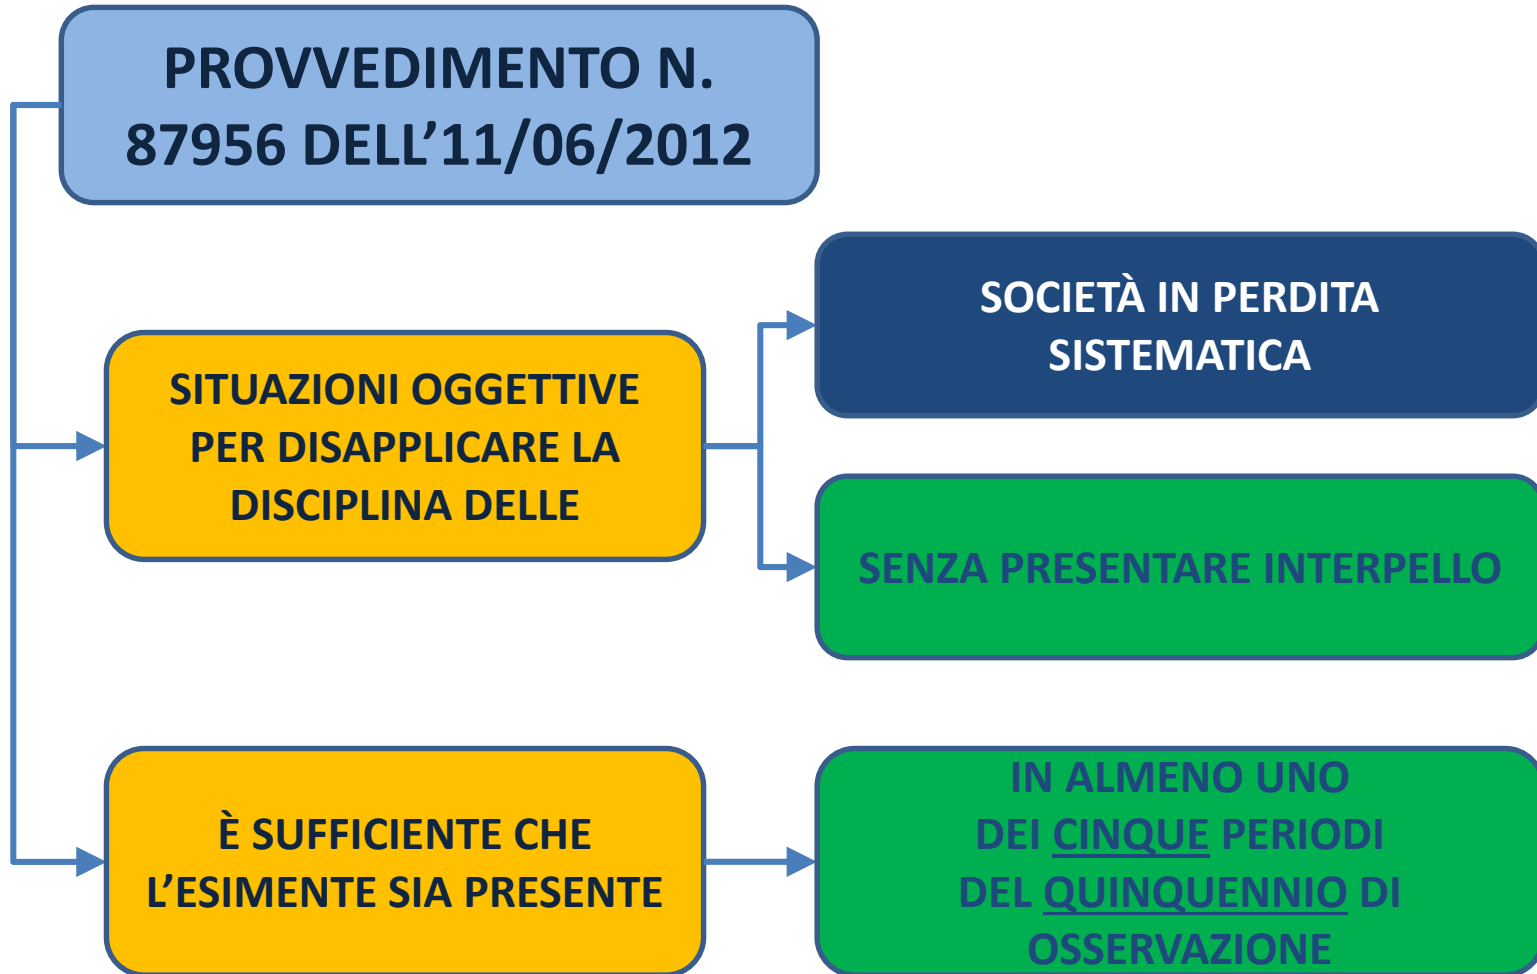 PROVVEDIMENTO N.
87956 DELL’11/06/2012
SITUAZIONI OGGETTIVE
PER DISAPPLICARE LA
DISCIPLINA DELLE
SOCIETÀ IN PERDITA
SISTEMATICA
SENZA PRESENTARE INTERPELLO
È SUFFICIENTE CHE
L’ESIMENTE SIA PRESENTE
IN ALMENO UNO
DEI CINQUE PERIODI
DEL QUINQUENNIO DI
OSSERVAZIONE